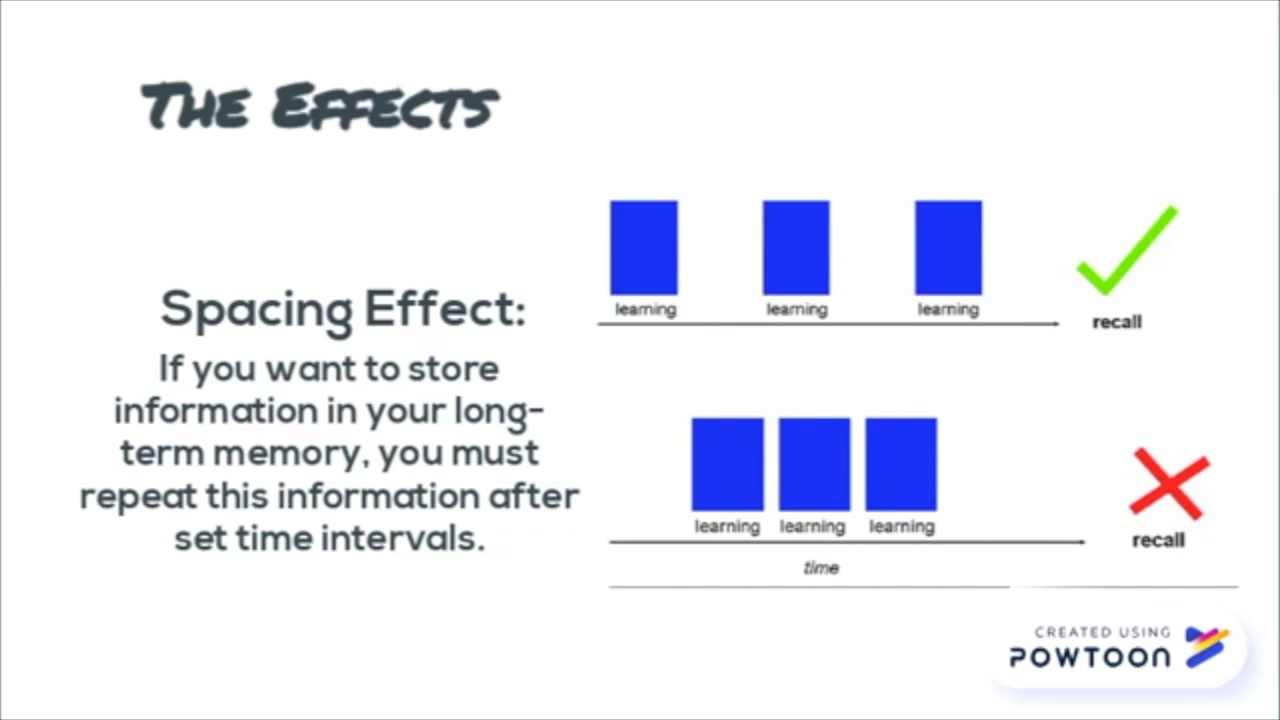 The Effects
Spacing Effect:
If you want to store
information in your long-
term memory, you must
repeat this information after
set time intervals.
learning learning learning
recall
learning learning learning
recall
time
CREATED USING
POWTOON